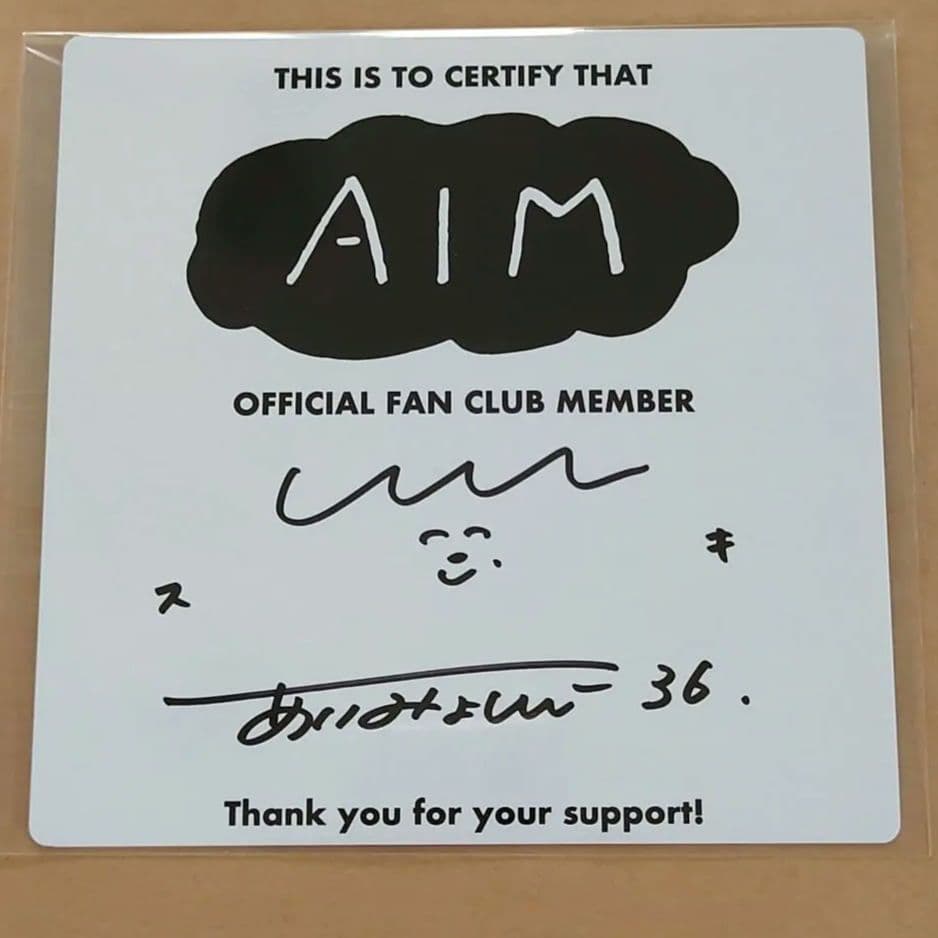 THIS IS TO CERTIFY THAT
AIM
OFFICIAL FAN CLUB MEMBER
ス キ
あいみょん 36.
Thank you for your support!